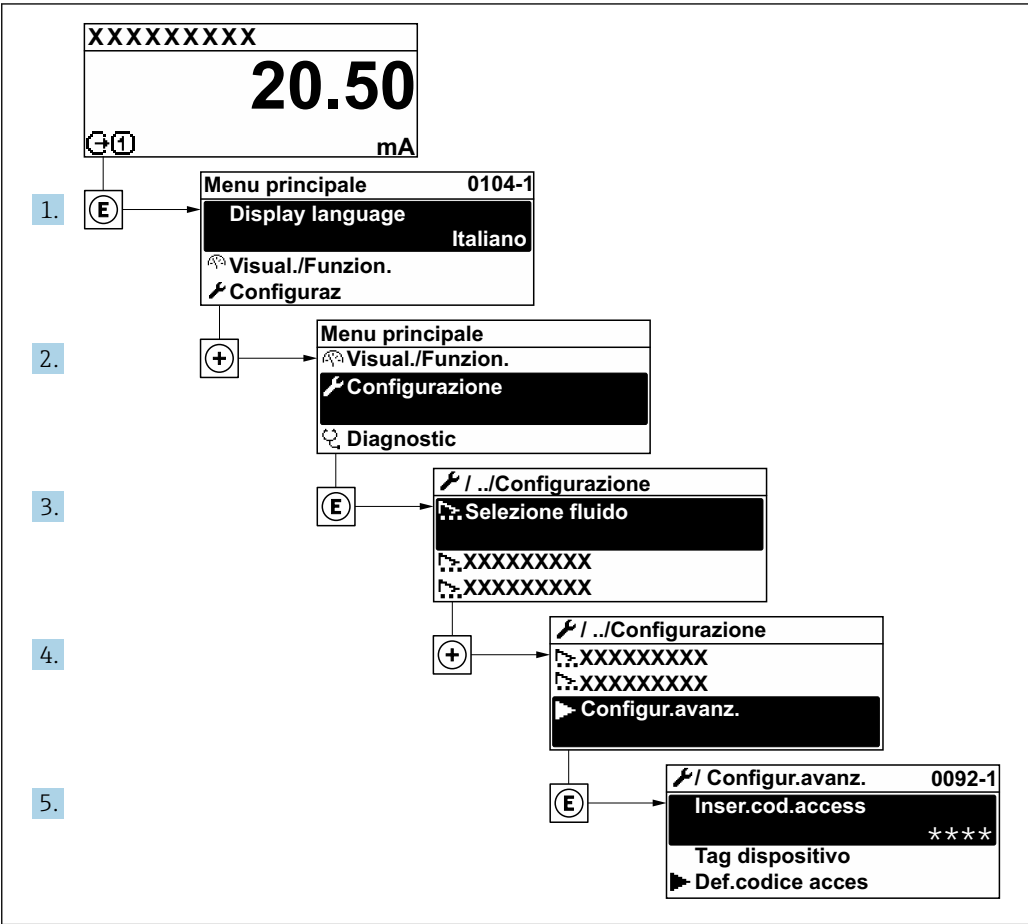 XXXXXXXXX
20.50
1 mA
1. E
Menu principale 0104-1
Display language
Italiano
Visual./Funzion.
Configuraz
2. +
Menu principale
Visual./Funzion.
Configurazione
Diagnostic
3. E
/ ../Configurazione
Selezione fluido
XXXXXXXXX
XXXXXXXXX
4. +
/ ../Configurazione
XXXXXXXXX
XXXXXXXXX
Configur.avanz.
5. E
/ Configur.avanz. 0092-1
Inser.cod.access
****
Tag dispositivo
Def.codice acces